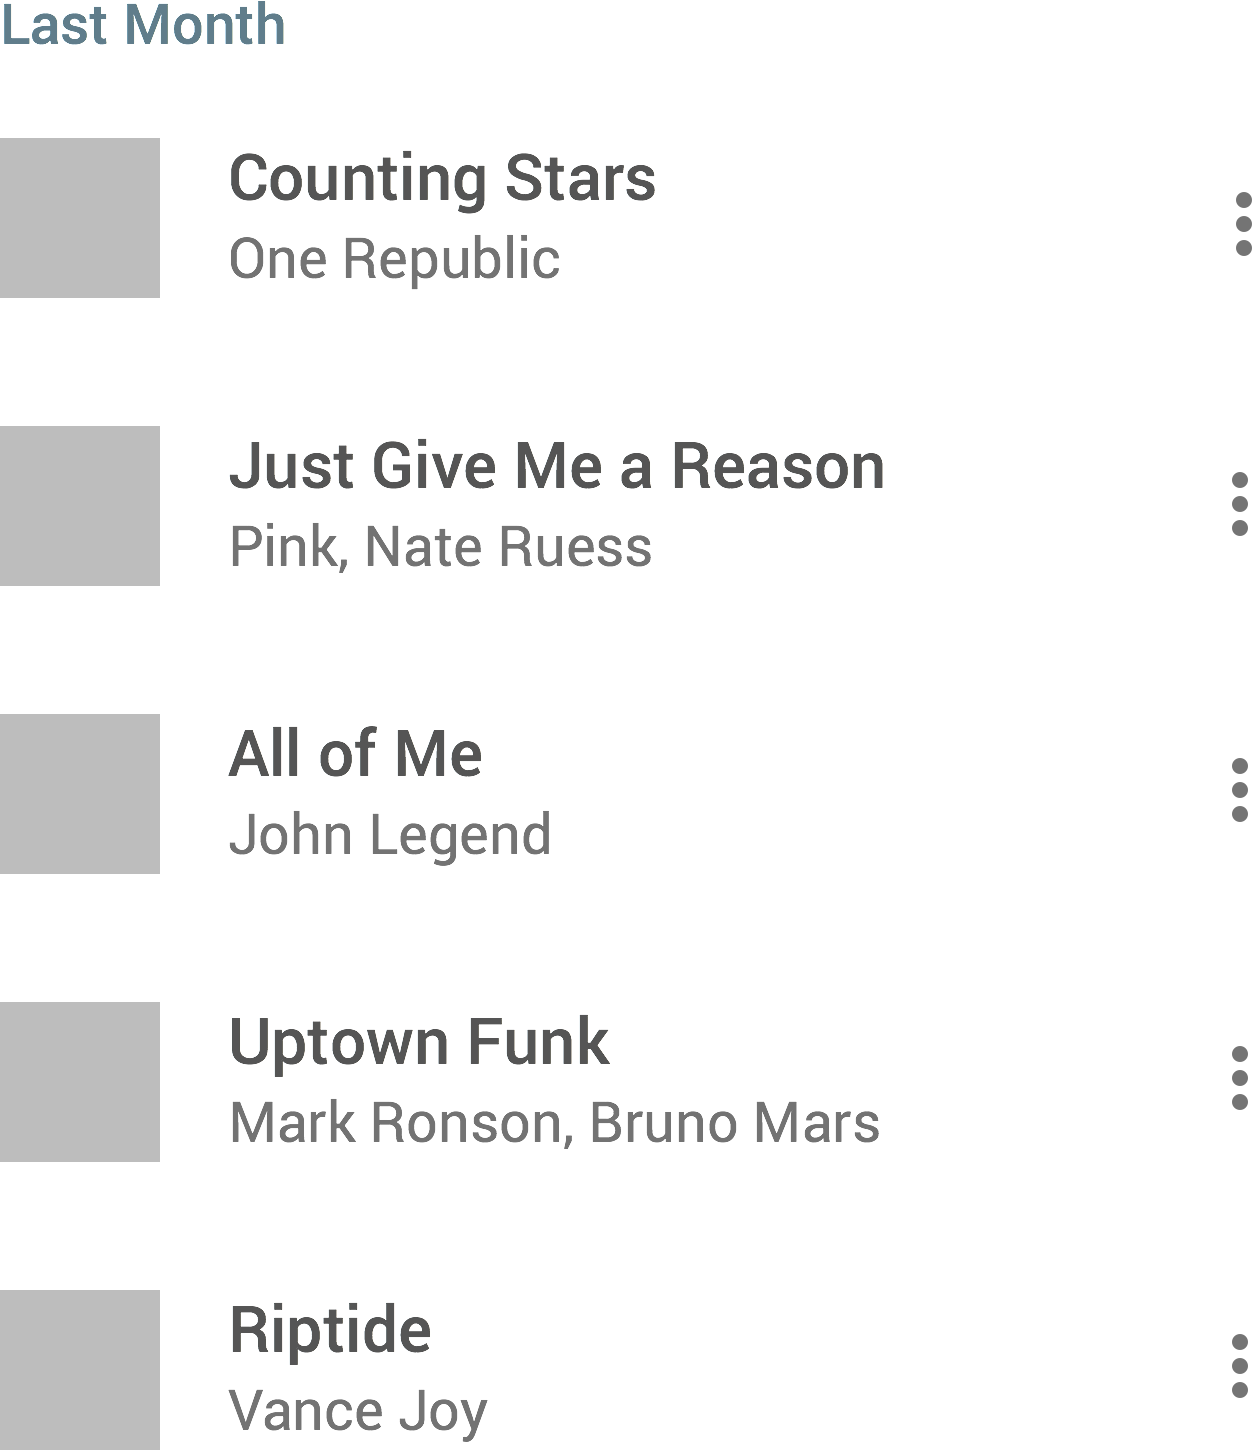 Last Month
Counting Stars
One Republic
Just Give Me a Reason
Pink, Nate Ruess
All of Me
John Legend
Uptown Funk
Mark Ronson, Bruno Mars
Riptide
Vance Joy